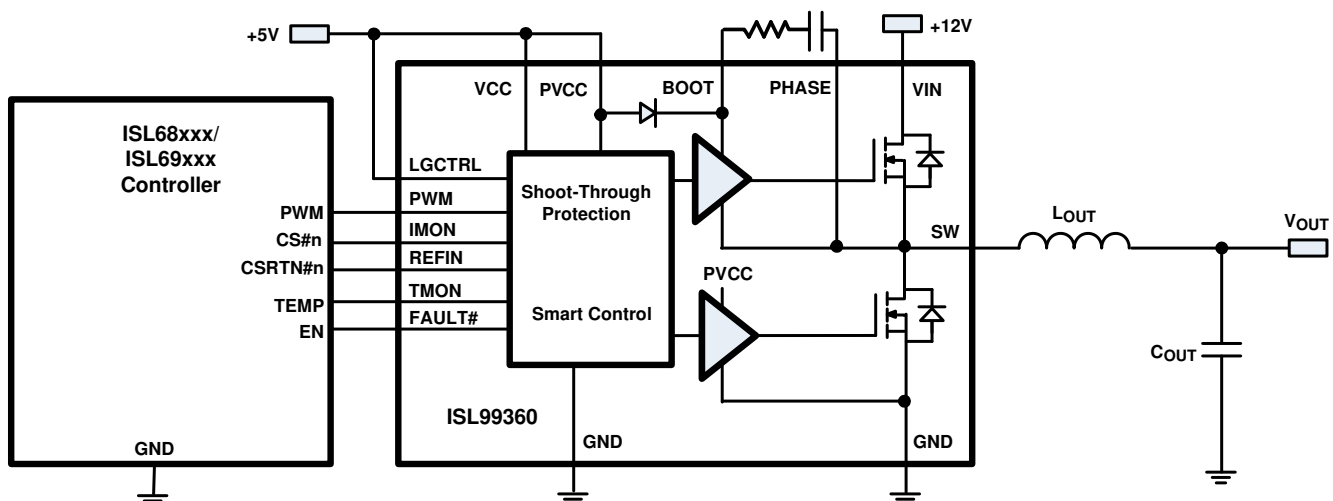 +5V
+12V
VCC
PVCC
BOOT
PHASE
VIN
ISL68xxx/
ISL69xxx
Controller
LGCTRL
PWM
PWM
CS#n
IMON
CSRTN#n
REFIN
TEMP
TMON
EN
FAULT#
Shoot-Through
Protection
Smart Control
PVCC
SW
LOUT
VOUT
COUT
ISL99360
GND
GND
GND